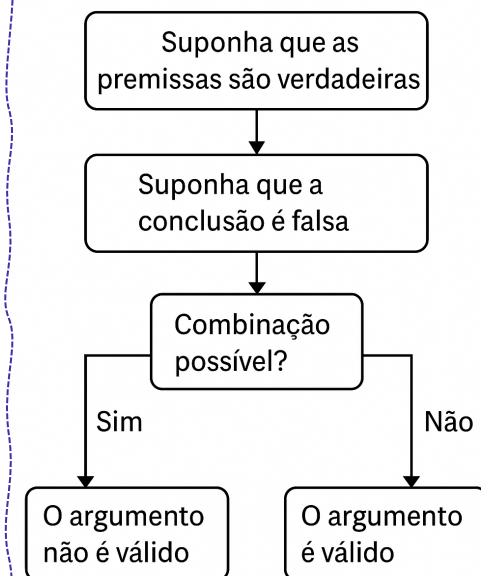 Suponha que as
premissas são verdadeiras
Suponha que a
conclusão é falsa
Combinação
possível?
Sim
Não
O argumento
não é válido
O argumento
é válido